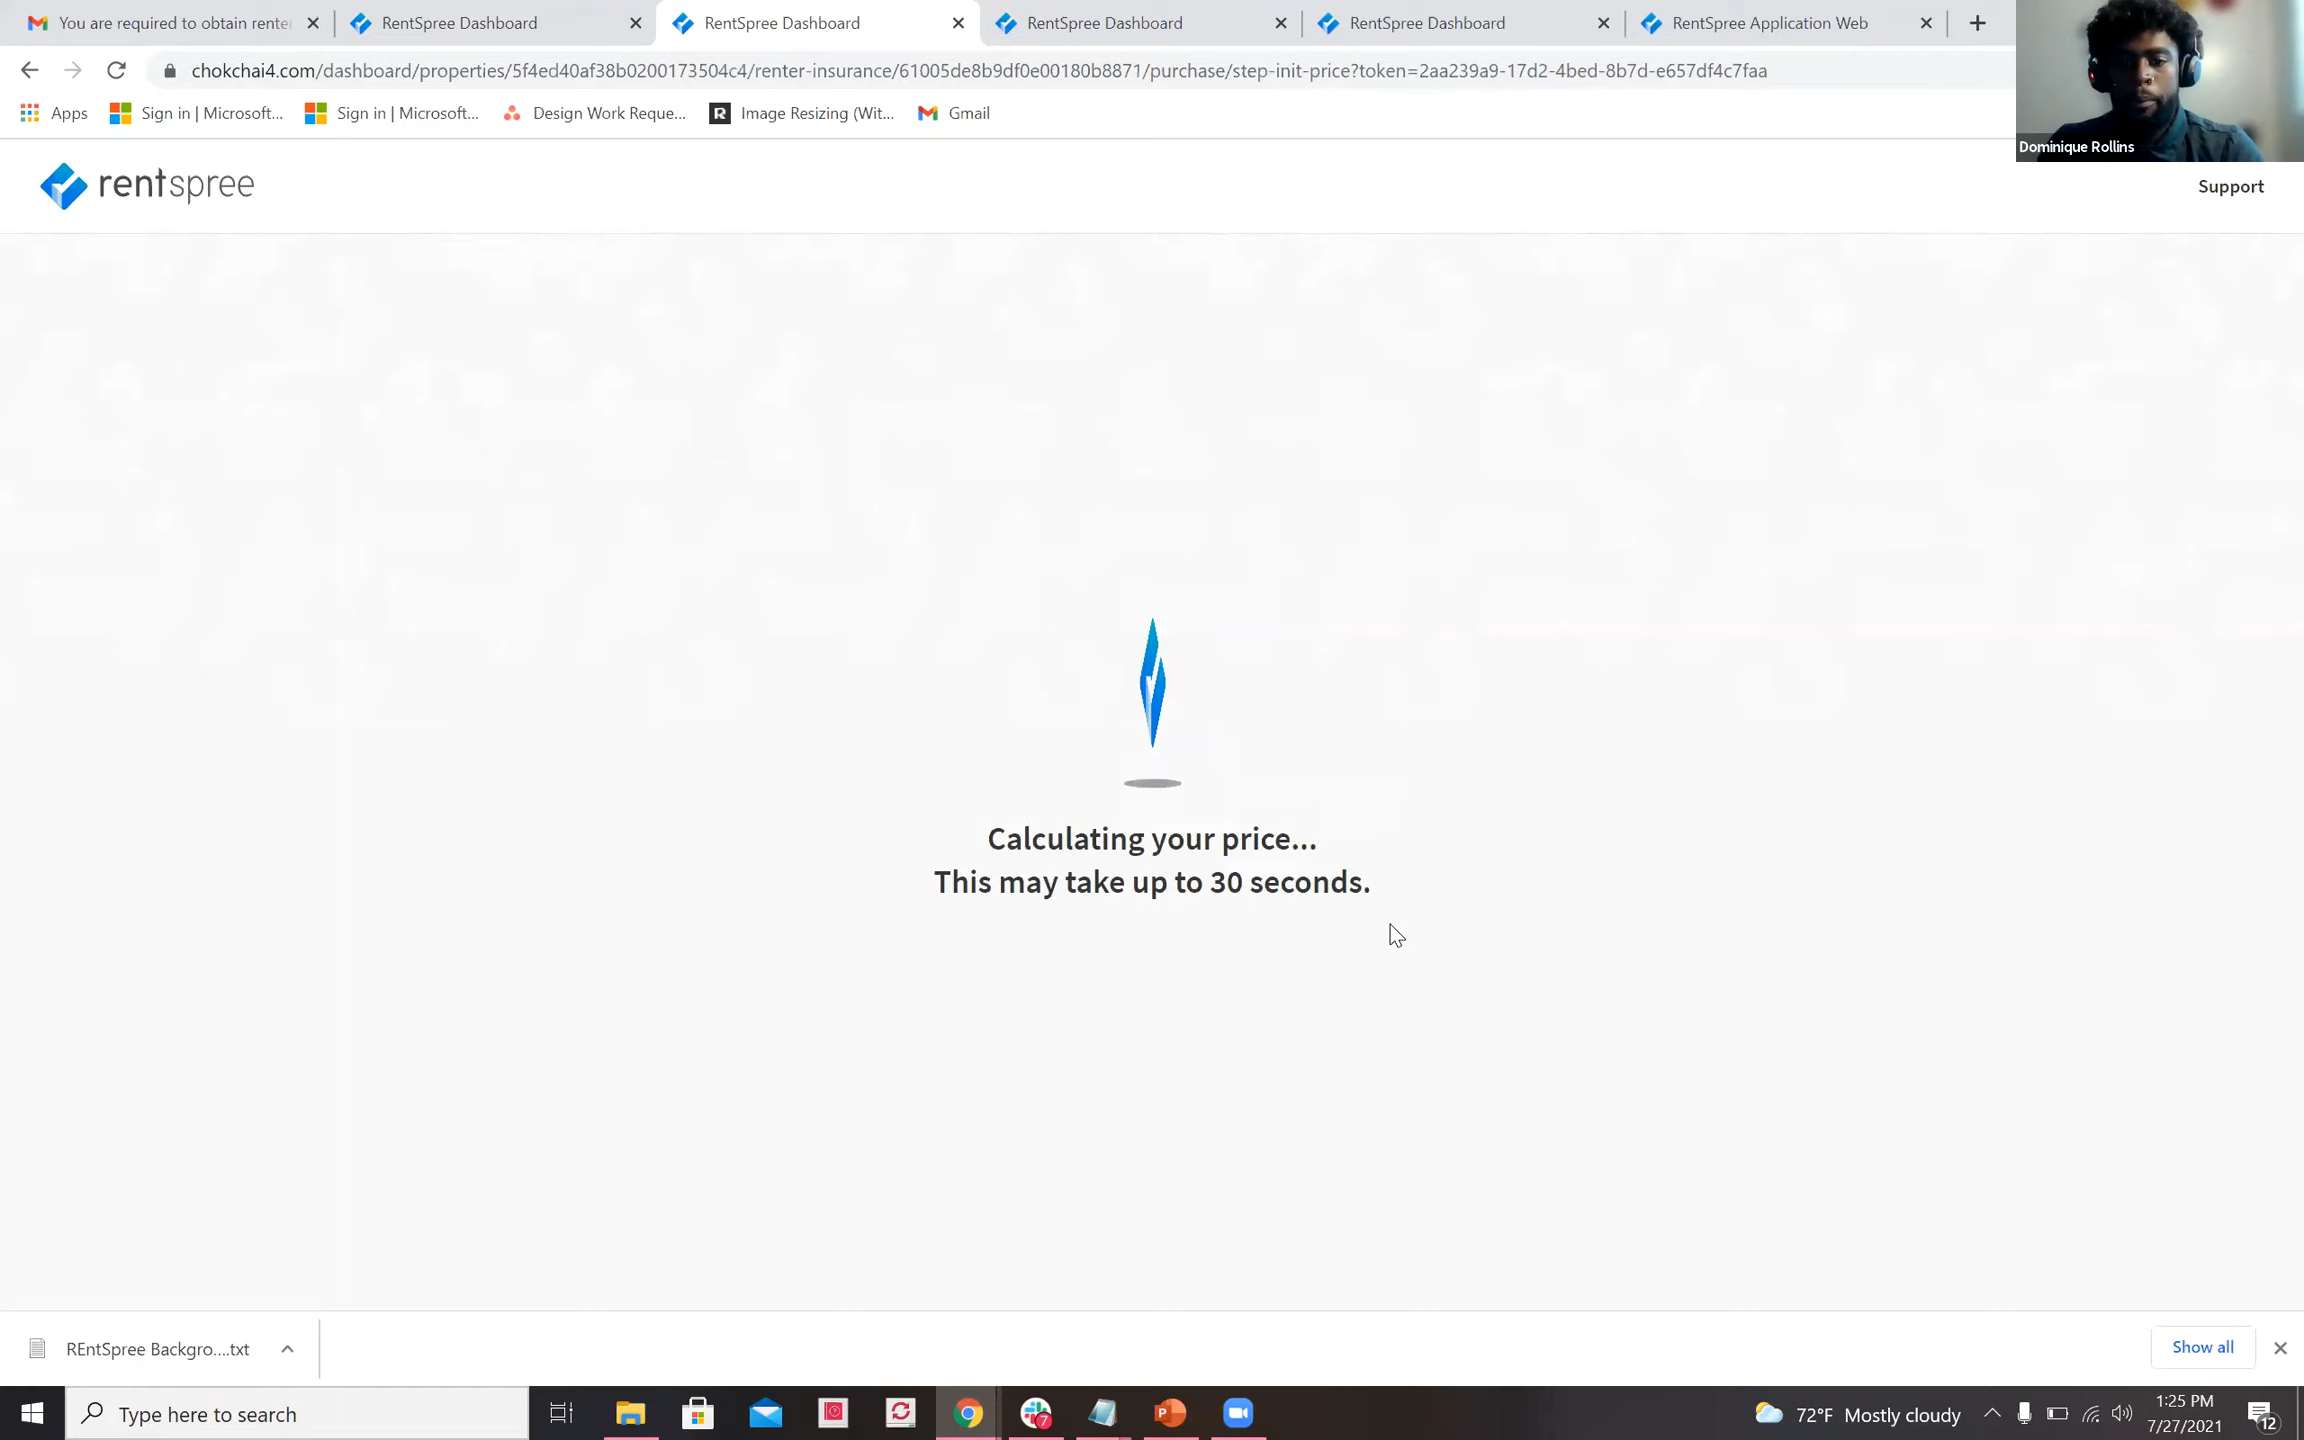 You are required to obtain rente
RentSpree Dashboard
RentSpree Dashboard
RentSpree Dashboard
RentSpree Dashboard
RentSpree Application Web
chokchai4.com/dashboard/properties/5f4ed40af38b0200173504c4/renter-insurance/61005de8b9df0e00180b8871/purchase/step-init-price?token=2aa239a9-17d2-4bed-8b7d-e657df4c7faa
Apps
Sign in | Microsoft...
Sign in | Microsoft...
Design Work Reque...
R
Image Resizing (Wit...
Gmail
Dominique Rollins
rentspree
Support
Calculating your price...
This may take up to 30 seconds.
REntSpree Backgro....txt
Show all
Type here to search
7
P
72°F Mostly cloudy
1:25 PM
7/27/2021
12